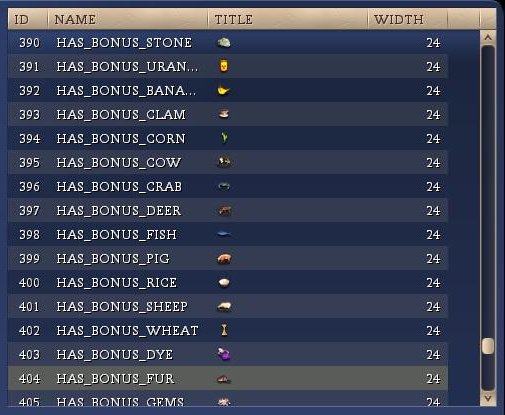 ID NAME TITLE WIDTH
390 HAS_BONUS_STONE 24
391 HAS_BONUS_URAN... 24
392 HAS_BONUS_BANA... 24
393 HAS_BONUS_CLAM 24
394 HAS_BONUS_CORN 24
395 HAS_BONUS_COW 24
396 HAS_BONUS_CRAB 24
397 HAS_BONUS_DEER 24
398 HAS_BONUS_FISH 24
399 HAS_BONUS_PIG 24
400 HAS_BONUS_RICE 24
401 HAS_BONUS_SHEEP 24
402 HAS_BONUS_WHEAT 24
403 HAS_BONUS_DYE 24
404 HAS_BONUS_FUR 24
405 HAS_BONUS_GEMS 24